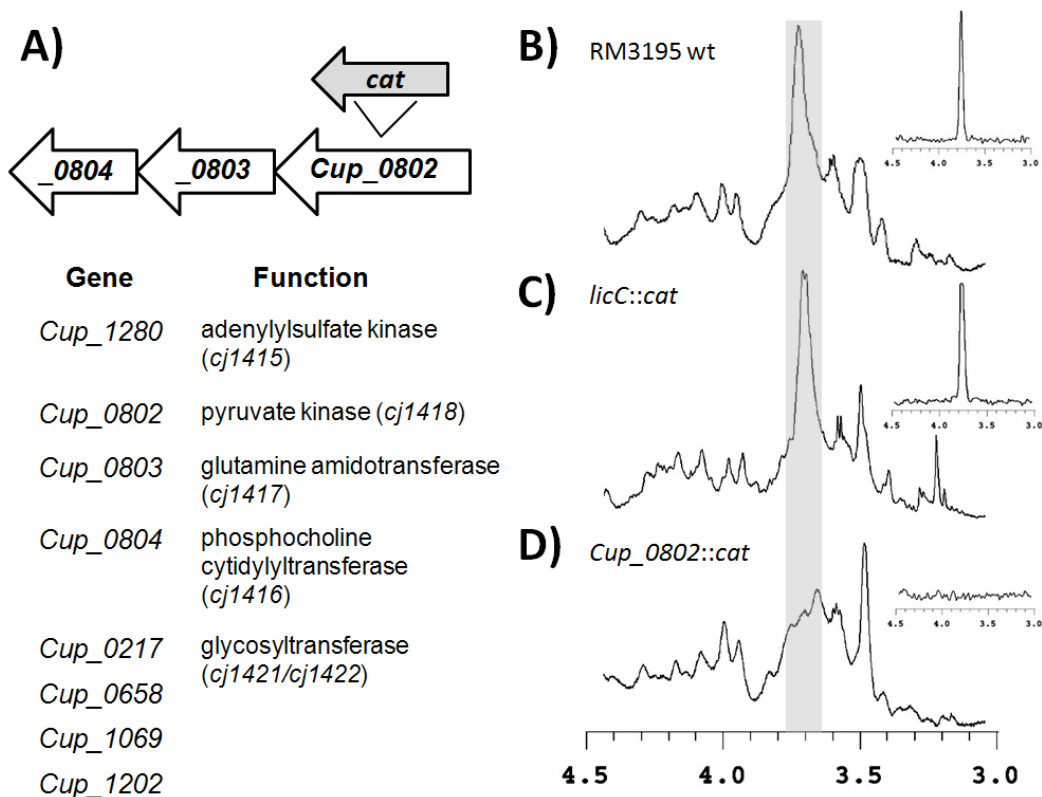 A)
cat
_0804 _0803 Cup_0802
Gene Function
Cup_1280 adenylylsulfate kinase
(cj1415)
Cup_0802 pyruvate kinase (cj1418)
Cup_0803 glutamine amidotransferase
(cj1417)
Cup_0804 phosphocholine
cytidylyltransferase
(cj1416)
Cup_0217 glycosyltransferase
(cj1421/cj1422)
Cup_0658
Cup_1069
Cup_1202
B) RM3195 wt
4.5 4.0 3.5 3.0
C) licC::cat
4.5 4.0 3.5 3.0
D) Cup_0802::cat
4.5 4.0 3.5 3.0
4.5 4.0 3.5 3.0